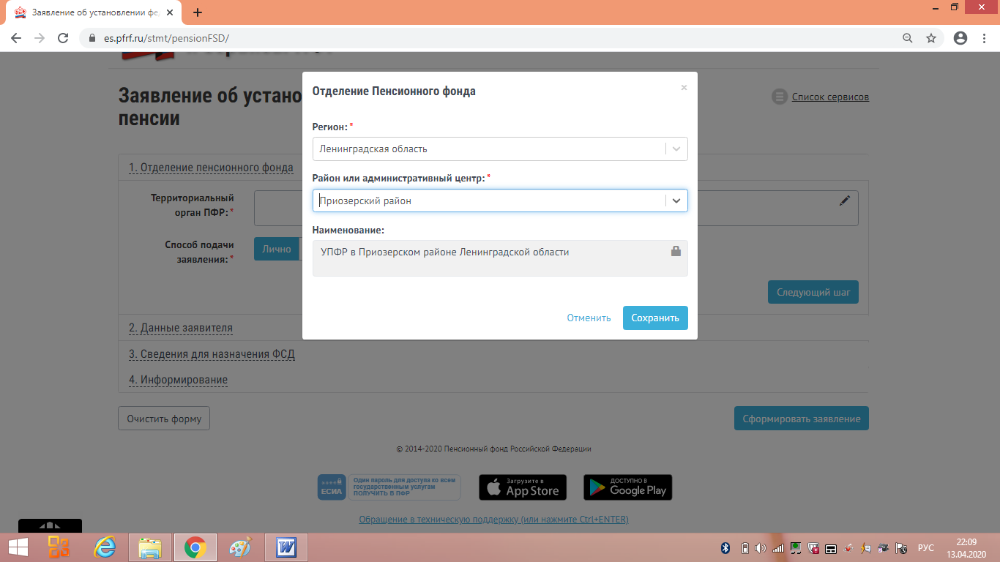 Заявление об установлении фед
es.pfrf.ru/stmt/pensionFSD/
Заявление об устано
пенсии
Список сервисов
1. Отделение пенсионного фонда
Территориальный
орган ПФР: *
Способ подачи
заявления: *
Лично
Следующий шаг
2. Данные заявителя
3. Сведения для назначения ФСД
4. Информирование
Отделение Пенсионного фонда
×
Регион: *
Ленинградская область
Район или административный центр: *
Приозерский район
Наименование:
УПФР в Приозерском районе Ленинградской области
Отменить
Сохранить
Очистить форму
Сформировать заявление
© 2014-2020 Пенсионный фонд Российской Федерации
ЕСИА
Один пароль для доступа ко всем
государственным услугам
ПОЛУЧИТЬ В ПФР
Загрузите в
App Store
ДОСТУПНО В
Google Play
Обращение в техническую поддержку (или нажмите Ctrl+ENTER)
РУС
22:09
13.04.2020